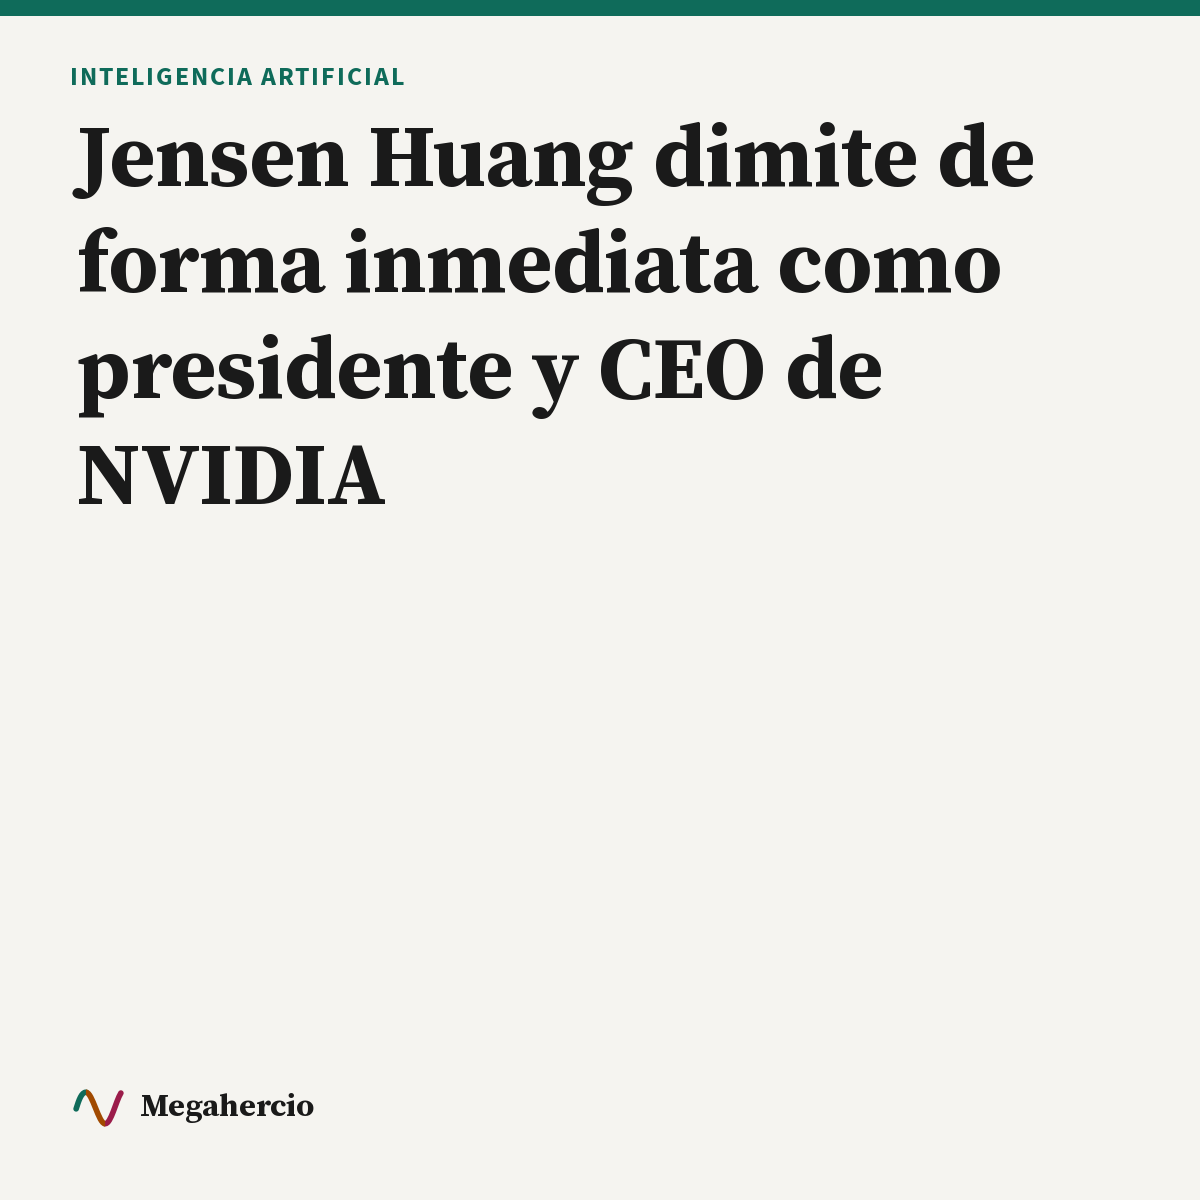 INTELIGENCIA ARTIFICIAL
Jensen Huang dimite de
forma inmediata como
presidente y CEO de
NVIDIA
Megahercio